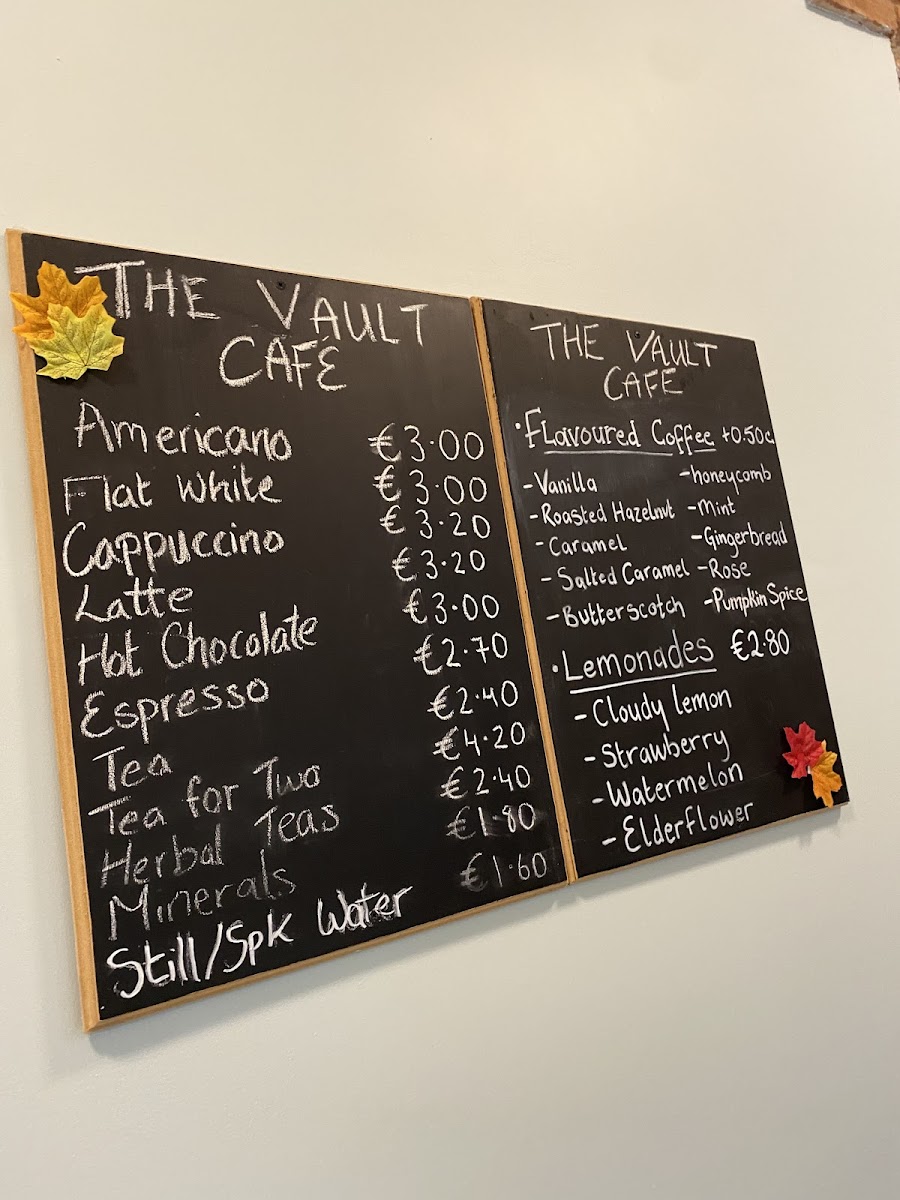 THE VAULT
CAFÉ
Americano €3.00
Flat White €3.00
Cappuccino €3.20
Latte €3.20
Hot Chocolate €3.00
Espresso €2.70
Tea €2.40
Tea for Two €4.20
Herbal Teas €2.40
Minerals €1.80
Still/Spk Water €1.60
THE VAULT
CAFE
• Flavoured Coffee +0.50c
- Vanilla - honeycomb
- Roasted Hazelnut - Mint
- Caramel - Gingerbread
- Salted Caramel - Rose
- Butterscotch - Pumpkin Spice
• Lemonades €2.80
- Cloudy lemon
- Strawberry
- Watermelon
- Elderflower